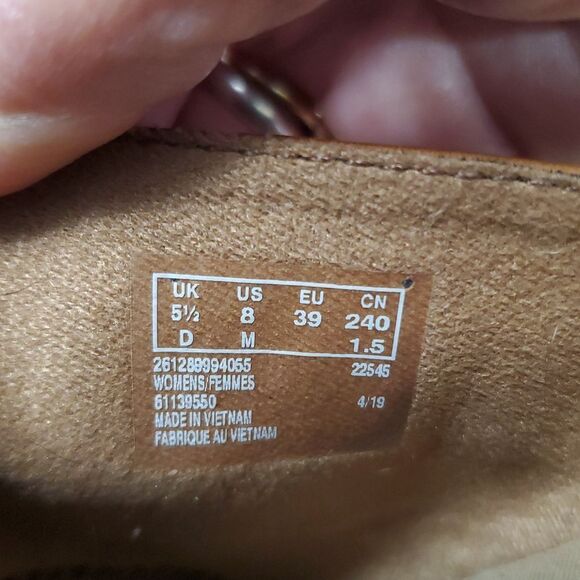 UK US EU CN
5½ 8 39 240
D M 1.5
261289994055 22545
WOMENS/FEMMES
61139550 4/19
MADE IN VIETNAM
FABRIQUE AU VIETNAM